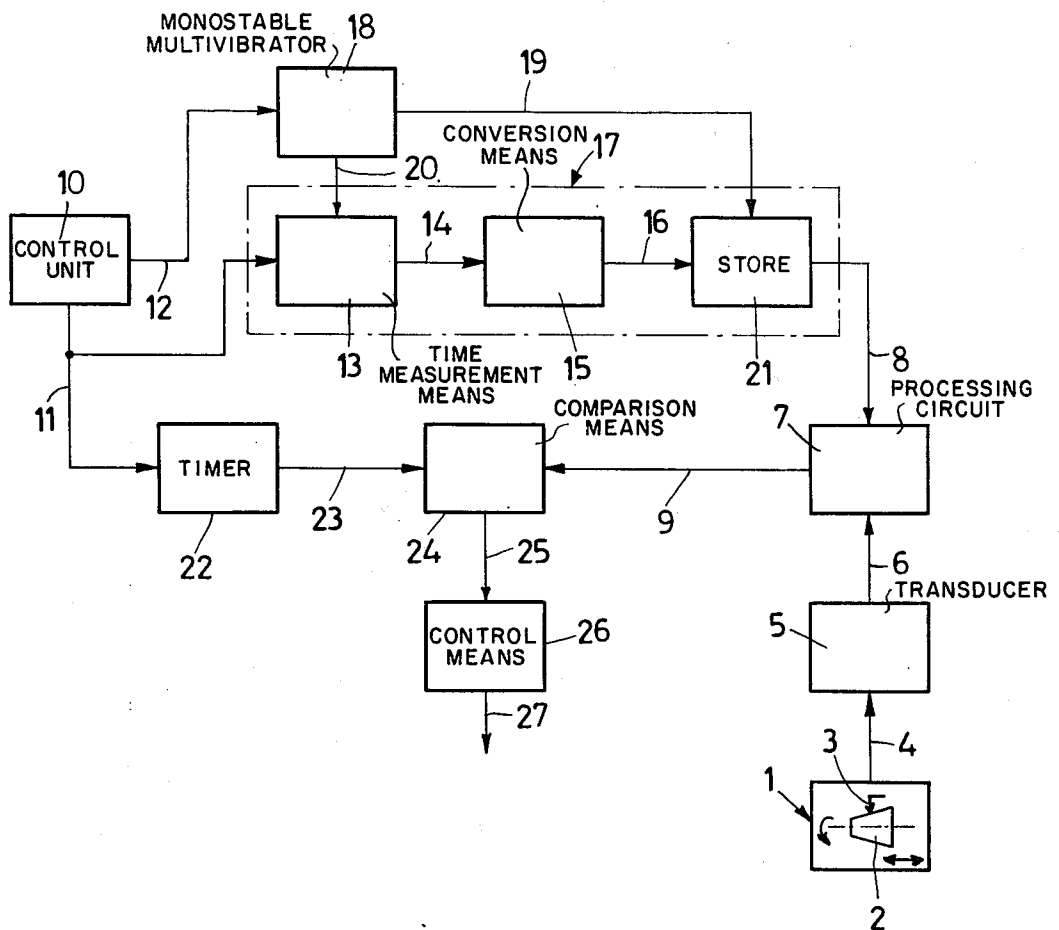 MONOSTABLE
MULTIVIBRATOR
18
19
CONVERSION
MEANS
17
20
10
CONTROL
UNIT
12
14
16
STORE
13
TIME
MEASUREMENT
MEANS
15
21
8
11
PROCESSING
CIRCUIT
COMPARISON
MEANS
7
TIMER
22
23
24
25
9
6
TRANSDUCER
5
CONTROL
MEANS
26
27
3
4
1
2